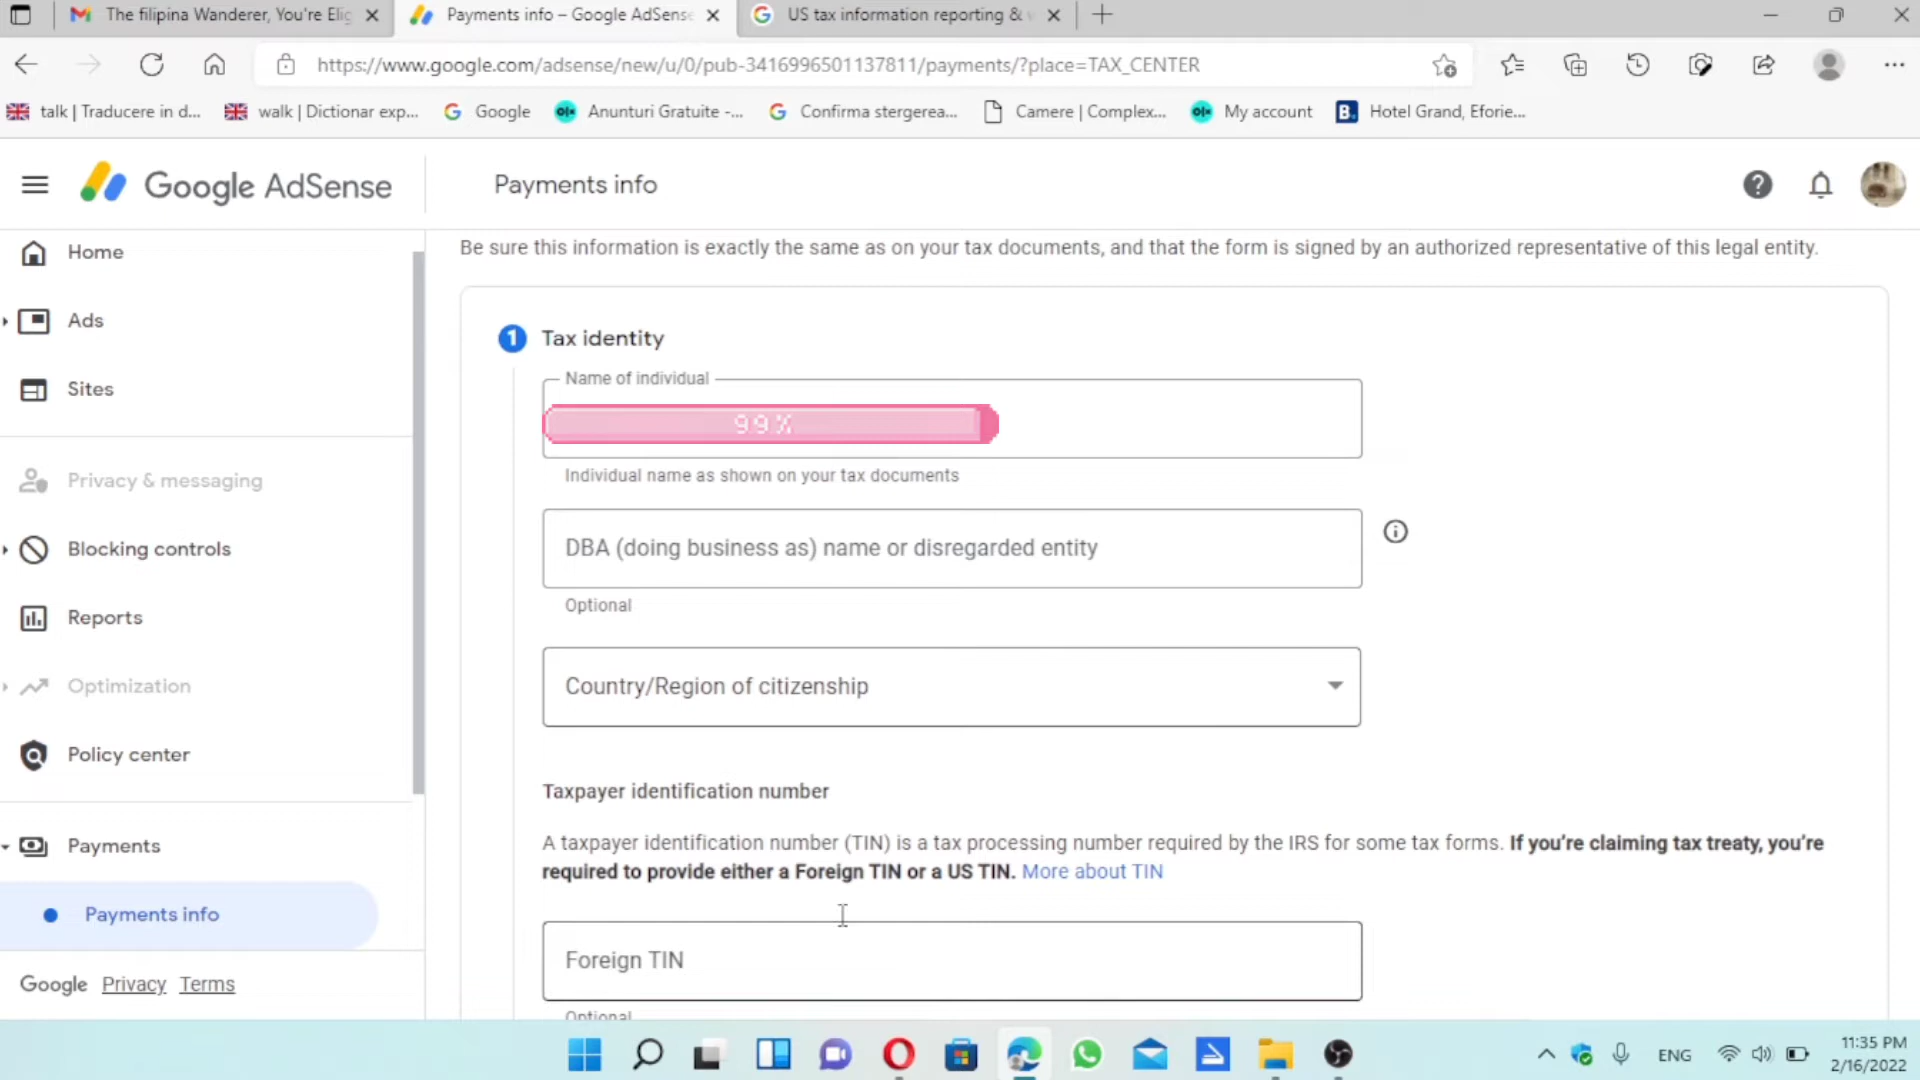 The filipina Wanderer, You're Elig
Payments info – Google AdSense
US tax information reporting &
https://www.google.com/adsense/new/u/0/pub-3416996501137811/payments/?place=TAX_CENTER
talk | Traducere in d...
walk | Dictionar exp...
Google
Anunturi Gratuite -...
Confirma stergerea...
Camere | Complex...
My account
Hotel Grand, Eforie...
Google AdSense
Payments info
Home
Ads
Sites
Privacy & messaging
Blocking controls
Reports
Optimization
Policy center
Payments
Payments info
Google Privacy Terms
Be sure this information is exactly the same as on your tax documents, and that the form is signed by an authorized representative of this legal entity.
1 Tax identity
Name of individual
99%
Individual name as shown on your tax documents
DBA (doing business as) name or disregarded entity
Optional
Country/Region of citizenship
Taxpayer identification number
A taxpayer identification number (TIN) is a tax processing number required by the IRS for some tax forms. If you're claiming tax treaty, you're
required to provide either a Foreign TIN or a US TIN. More about TIN
Foreign TIN
Optional
ENG
11:35 PM
2/16/2022